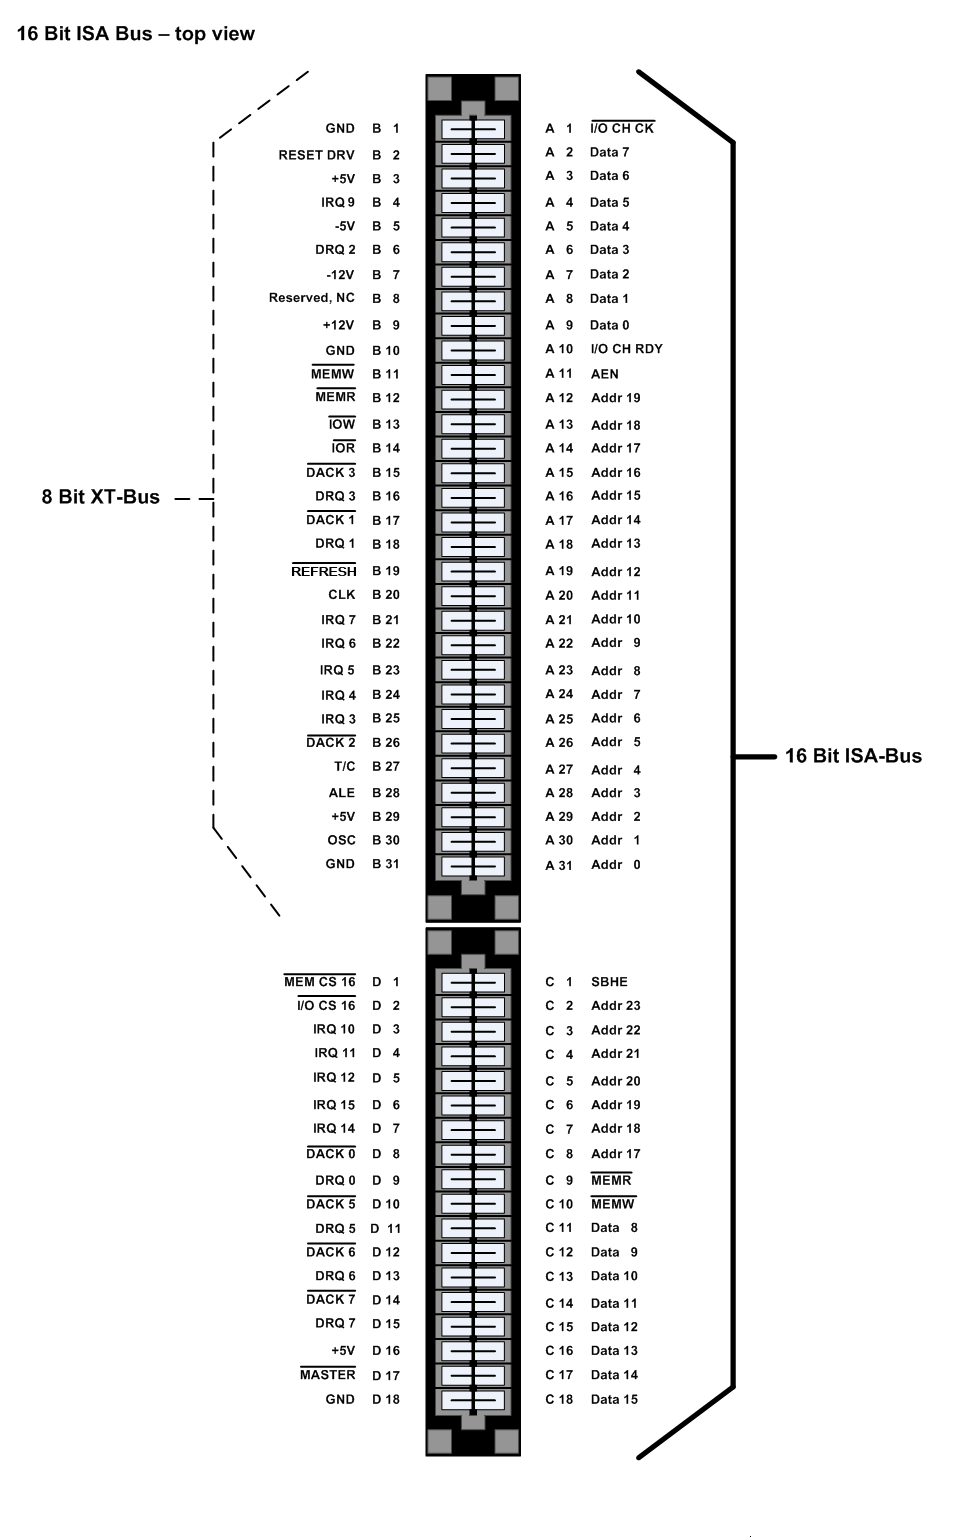 16 Bit ISA Bus – top view
GND B 1 A 1 I/O CH CK
RESET DRV B 2 A 2 Data 7
+5V B 3 A 3 Data 6
IRQ 9 B 4 A 4 Data 5
-5V B 5 A 5 Data 4
DRQ 2 B 6 A 6 Data 3
-12V B 7 A 7 Data 2
Reserved, NC B 8 A 8 Data 1
+12V B 9 A 9 Data 0
GND B 10 A 10 I/O CH RDY
MEMW B 11 A 11 AEN
MEMR B 12 A 12 Addr 19
IOW B 13 A 13 Addr 18
IOR B 14 A 14 Addr 17
DACK 3 B 15 A 15 Addr 16
8 Bit XT-Bus DRQ 3 B 16 A 16 Addr 15
DACK 1 B 17 A 17 Addr 14
DRQ 1 B 18 A 18 Addr 13
REFRESH B 19 A 19 Addr 12
CLK B 20 A 20 Addr 11
IRQ 7 B 21 A 21 Addr 10
IRQ 6 B 22 A 22 Addr 9
IRQ 5 B 23 A 23 Addr 8
IRQ 4 B 24 A 24 Addr 7
IRQ 3 B 25 A 25 Addr 6
DACK 2 B 26 A 26 Addr 5
16 Bit ISA-Bus
T/C B 27 A 27 Addr 4
ALE B 28 A 28 Addr 3
+5V B 29 A 29 Addr 2
OSC B 30 A 30 Addr 1
GND B 31 A 31 Addr 0
MEM CS 16 D 1 C 1 SBHE
I/O CS 16 D 2 C 2 Addr 23
IRQ 10 D 3 C 3 Addr 22
IRQ 11 D 4 C 4 Addr 21
IRQ 12 D 5 C 5 Addr 20
IRQ 15 D 6 C 6 Addr 19
IRQ 14 D 7 C 7 Addr 18
DACK 0 D 8 C 8 Addr 17
DRQ 0 D 9 C 9 MEMR
DACK 5 D 10 C 10 MEMW
DRQ 5 D 11 C 11 Data 8
DACK 6 D 12 C 12 Data 9
DRQ 6 D 13 C 13 Data 10
DACK 7 D 14 C 14 Data 11
DRQ 7 D 15 C 15 Data 12
+5V D 16 C 16 Data 13
MASTER D 17 C 17 Data 14
GND D 18 C 18 Data 15